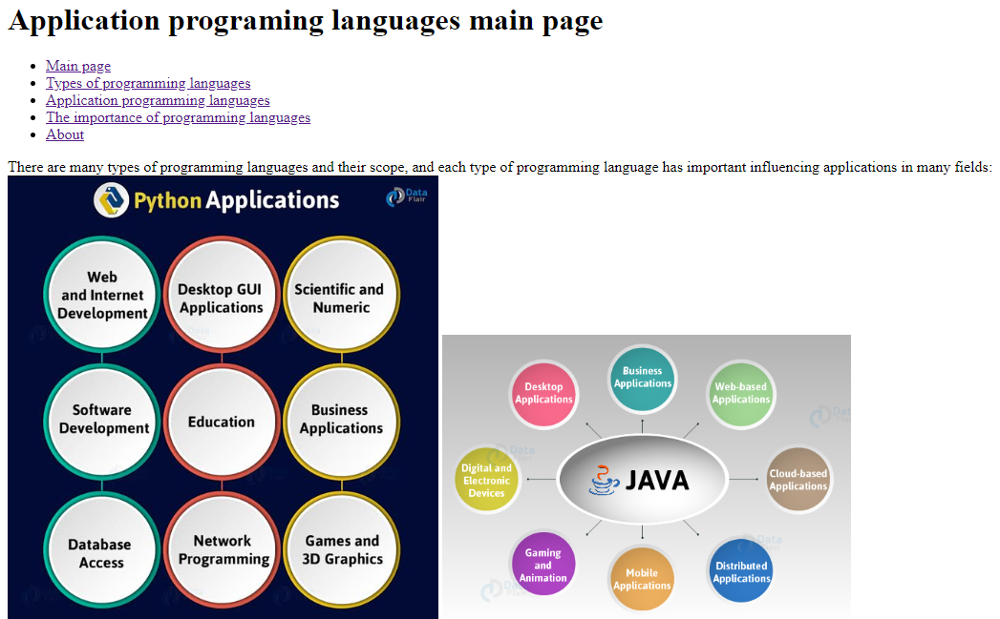 Application programing languages main page
Main page
Types of programming languages
Application programming languages
The importance of programming languages
About
There are many types of programming languages and their scope, and each type of programming language has important influencing applications in many fields:
Python Applications
Data
Flair
Web
and Internet
Development
Desktop GUI
Applications
Scientific and
Numeric
Software
Development
Education
Business
Applications
Database
Access
Network
Programming
Games and
3D Graphics
Business
Applications
Desktop
Applications
Web-based
Applications
Digital and
Electronic
Devices
JAVA
Cloud-based
Applications
Gaming
and
Animation
Mobile
Applications
Distributed
Applications